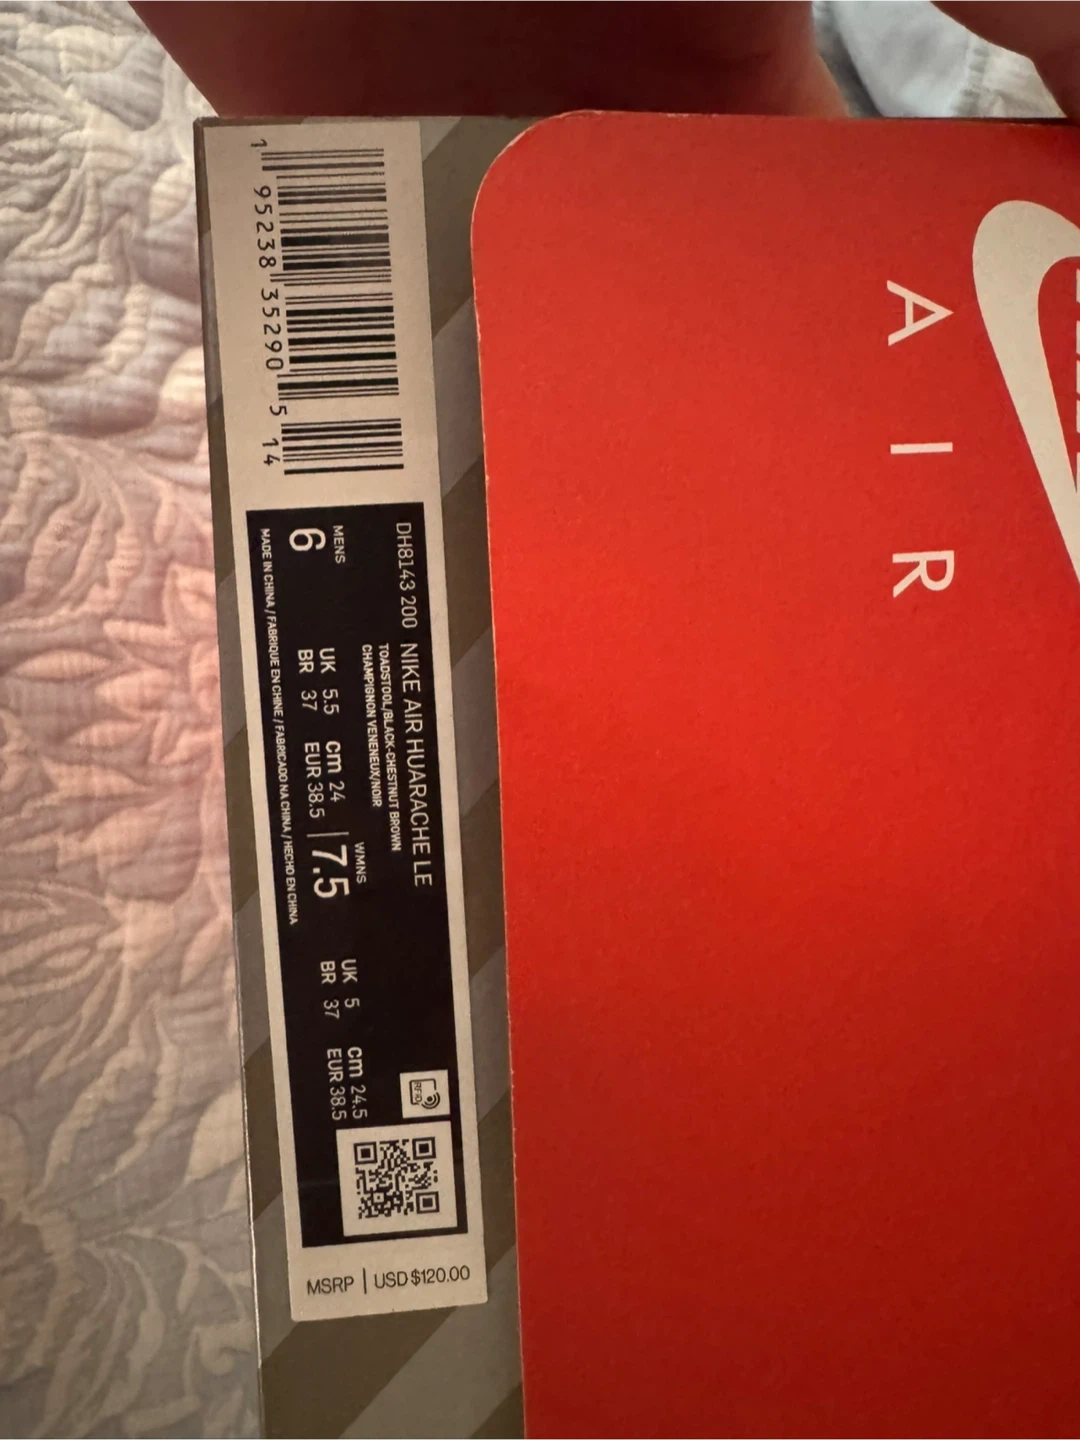 1 95238 35290 5 14
DH8143 200 NIKE AIR HUARACHE LE
TOADSTOOL/BLACK-CHESTNUT BROWN
CHAMPIGNON VENENEUX/NOIR
MENS
6
UK 5.5 cm 24
BR 37 EUR 38.5
WMNS
7.5
UK 5 cm 24.5
BR 37 EUR 38.5
MADE IN CHINA / FABRIQUE EN CHINE / FABRICADO NA CHINA / HECHO EN CHINA
RFID
MSRP | USD $120.00
AIR